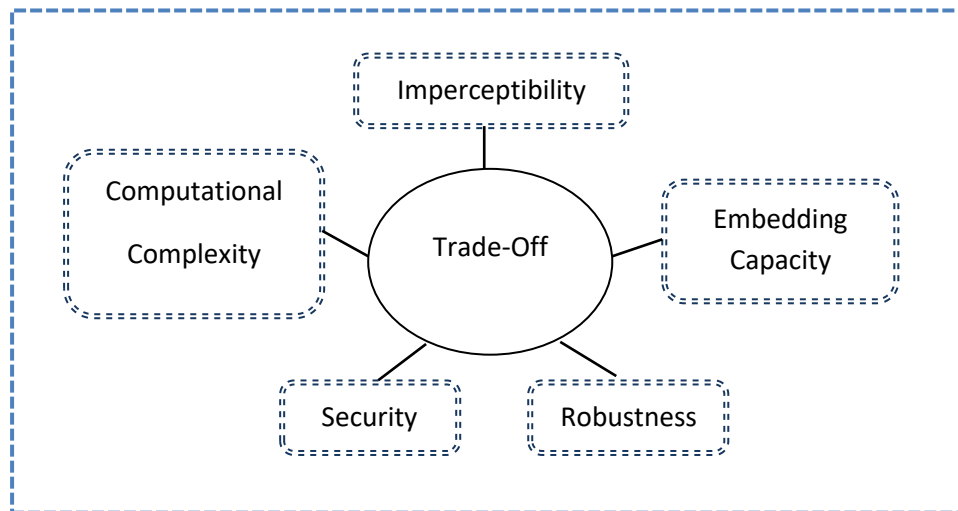 Imperceptibility
Computational
Complexity
Trade-Off
Embedding
Capacity
Security
Robustness